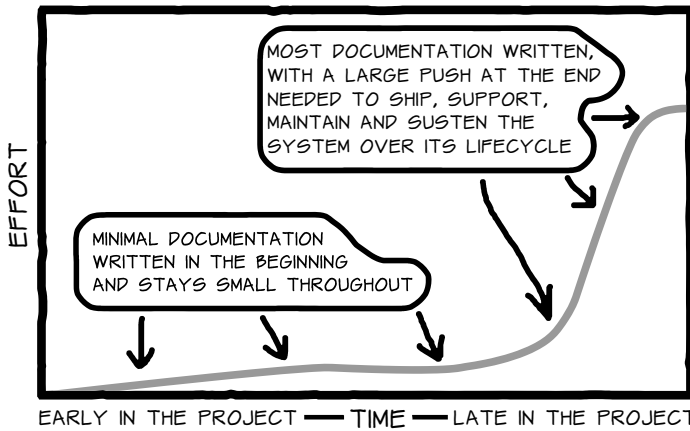 MOST DOCUMENTATION WRITTEN,
WITH A LARGE PUSH AT THE END
NEEDED TO SHIP, SUPPORT,
MAINTAIN AND SUSTEN THE
SYSTEM OVER ITS LIFECYCLE
EFFORT
MINIMAL DOCUMENTATION
WRITTEN IN THE BEGINNING
AND STAYS SMALL THROUGHOUT
EARLY IN THE PROJECT — TIME — LATE IN THE PROJECT